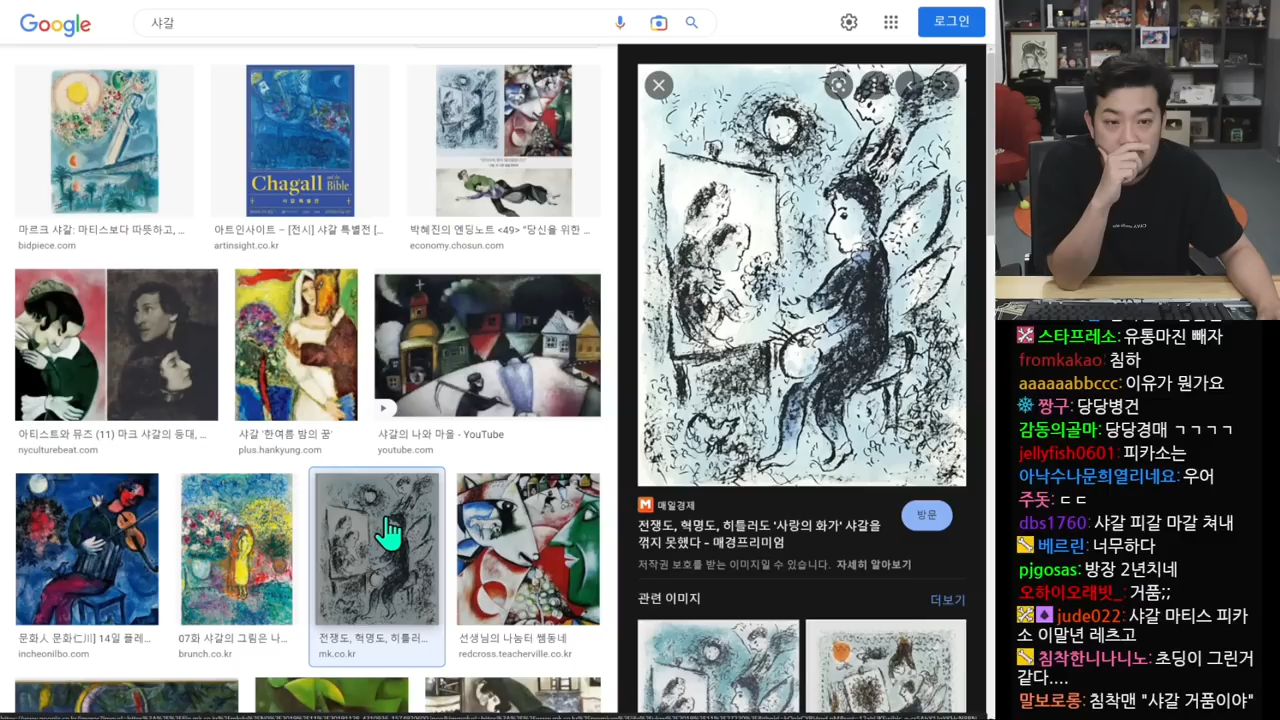 Google
샤갈
로그인
Chagall and the Bible
샤갈 특별전
마르크 샤갈: 마티스보다 따뜻하고, ...
bidpiece.com
아트인사이트 - [전시] 샤갈 특별전 [...
artinsight.co.kr
박혜진의 엔딩노트 <49> "당신을 위한 ...
economy.chosun.com
아티스트와 뮤즈 (11) 마크 샤갈의 등대, ...
nyculturebeat.com
샤갈 '한여름 밤의 꿈'
plus.hankyung.com
샤갈의 나와 마을 - YouTube
youtube.com
문화人 문화仁川] 14일 플레...
incheonilbo.com
07화 샤갈의 그림은 나...
brunch.co.kr
전쟁도, 혁명도, 히틀러...
mk.co.kr
선생님의 나눔터 쌤동네
redcross.teacherville.co.kr
M 매일경제
전쟁도, 혁명도, 히틀러도 '사랑의 화가' 샤갈을
꺾지 못했다 - 매경프리미엄
방문
저작권 보호를 받는 이미지일 수 있습니다. 자세히 알아보기
관련 이미지
더보기
스타프레소: 유통마진 빼자
fromkakao: 침하
aaaaaabbccc: 이유가 뭔가요
짱구: 당당병건
감동의골마: 당당경매 ㄱㄱㄱㄱ
jellyfish0601: 피카소는
아낙수나문희열리네요: 우어
주돗: ㄷㄷ
dbs1760: 샤갈 피갈 마갈 쳐내
베르린: 너무하다
pjgosas: 방장 2년치네
오하이오래빗_: 거품;;
jude022: 샤갈 마티스 피카
소 이말년 레츠고
침착한니나니노: 초딩이 그린거
같다....
말보로롱: 침착맨 "샤갈 거품이야"